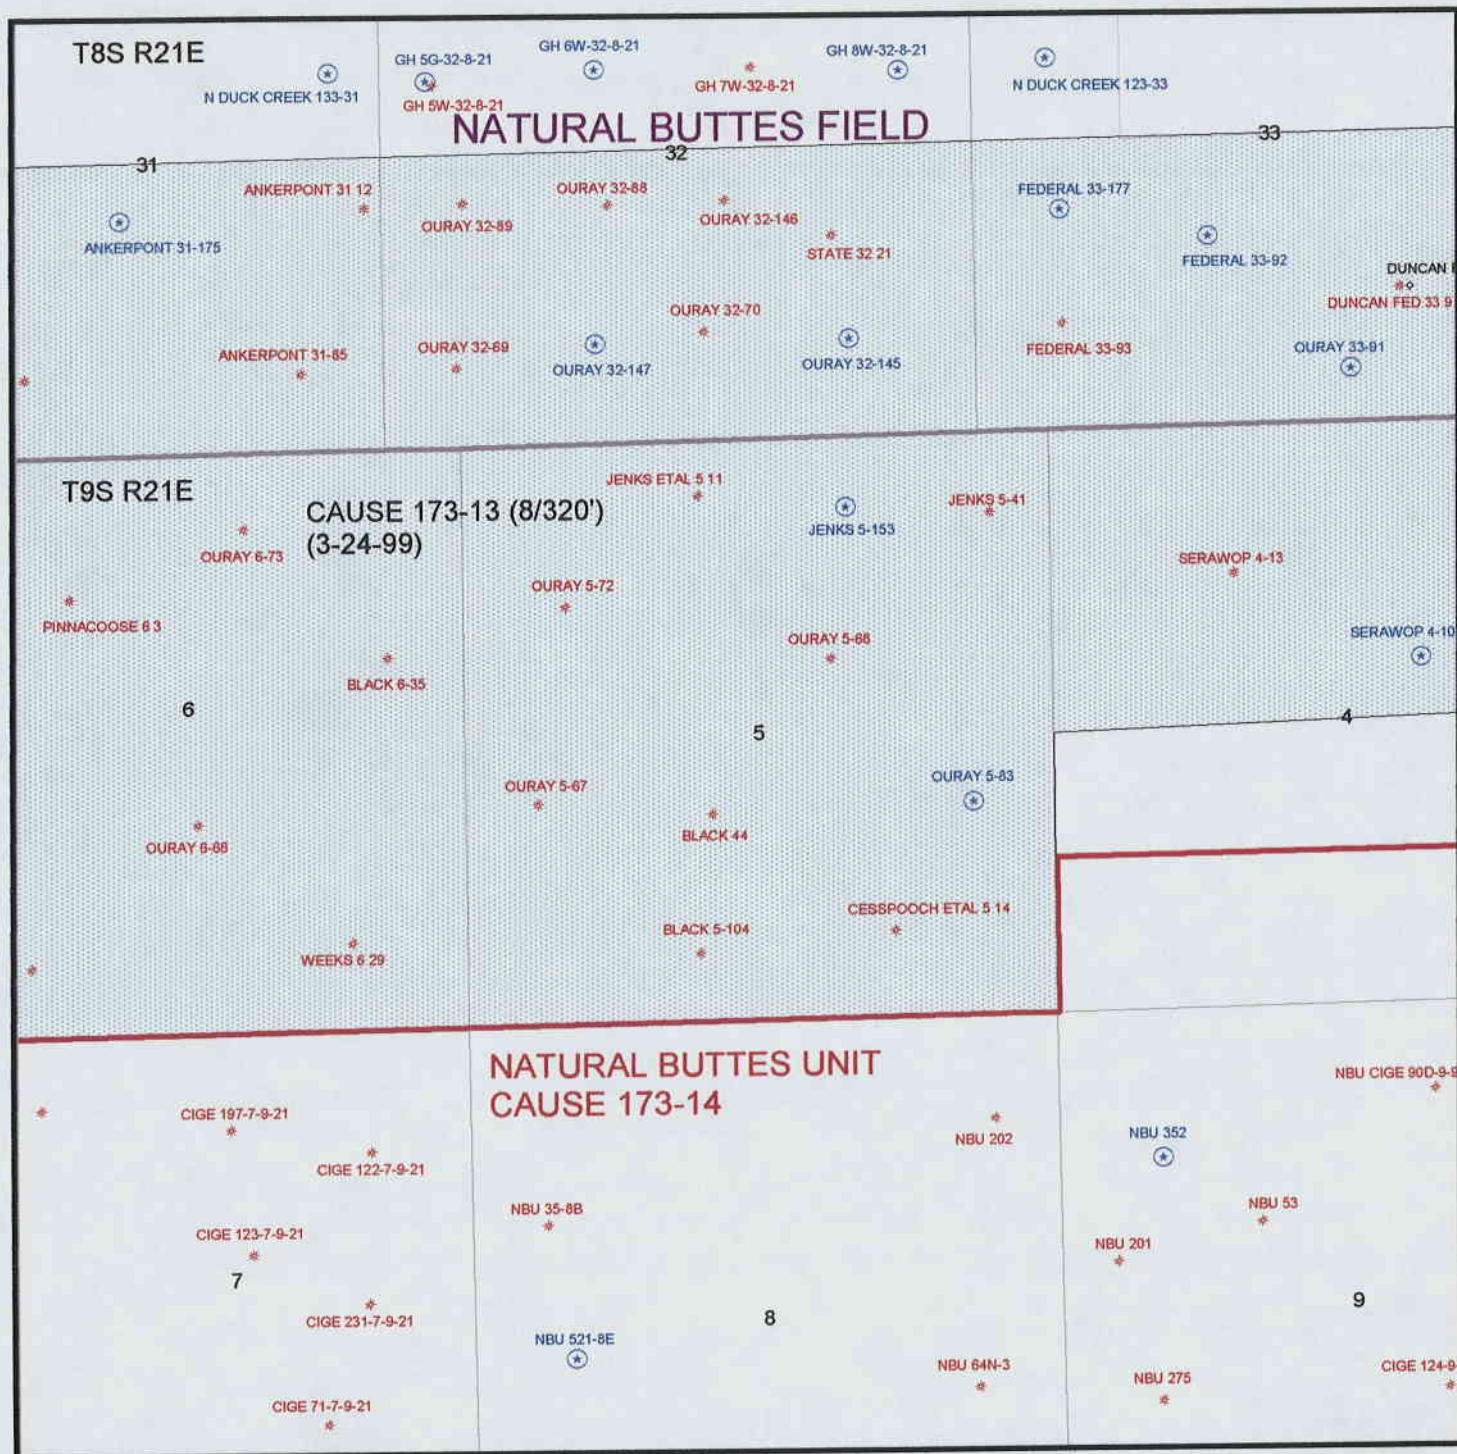 T8S R21E
N DUCK CREEK 133-31
GH 5G-32-8-21
GH 5W-32-8-21
GH 6W-32-8-21
GH 7W-32-8-21
GH 8W-32-8-21
N DUCK CREEK 123-33
NATURAL BUTTES FIELD
31
32
33
ANKERPONT 31 12
ANKERPONT 31-175
OURAY 32-89
OURAY 32-88
OURAY 32-146
STATE 32 21
FEDERAL 33-177
FEDERAL 33-92
DUNCAN
DUNCAN FED 33 9
ANKERPONT 31-85
OURAY 32-69
OURAY 32-147
OURAY 32-70
OURAY 32-145
FEDERAL 33-93
OURAY 33-91
T9S R21E
CAUSE 173-13 (8/320')
(3-24-99)
JENKS ETAL 5 11
JENKS 5-153
JENKS 5-41
OURAY 6-73
PINNACOOSE 6 3
OURAY 5-72
SERAWOP 4-13
OURAY 5-68
SERAWOP 4-10
BLACK 6-35
6
5
4
OURAY 5-67
OURAY 5-83
BLACK 44
OURAY 6-66
CESSPOOCH ETAL 5 14
BLACK 5-104
WEEKS 6 29
NATURAL BUTTES UNIT
CAUSE 173-14
NBU CIGE 90D-9-9
CIGE 197-7-9-21
CIGE 122-7-9-21
NBU 202
NBU 352
NBU 35-8B
NBU 53
CIGE 123-7-9-21
NBU 201
7
8
9
CIGE 231-7-9-21
NBU 521-8E
NBU 64N-3
NBU 275
CIGE 124-9-
CIGE 71-7-9-21